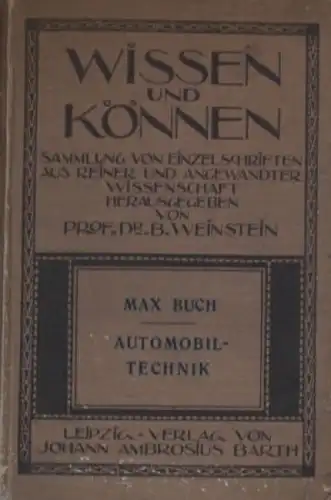 WISSEN
UND
KÖNNEN
SAMMLUNG VON EINZELSCHRIFTEN
AUS REINER UND ANGEWANDTER
WISSENSCHAFT
HERAUSGEGEBEN
VON
PROF. DR. B. WEINSTEIN
MAX BUCH
AUTOMOBIL-
TECHNIK
LEIPZIG • VERLAG VON
JOHANN AMBROSIUS BARTH